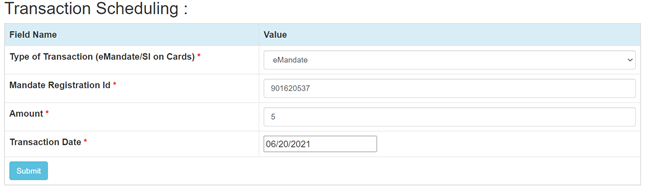 Transaction Scheduling :
Field Name Value
Type of Transaction (eMandate/SI on Cards) * eMandate
Mandate Registration Id * 901620537
Amount * 5
Transaction Date * 06/20/2021
Submit